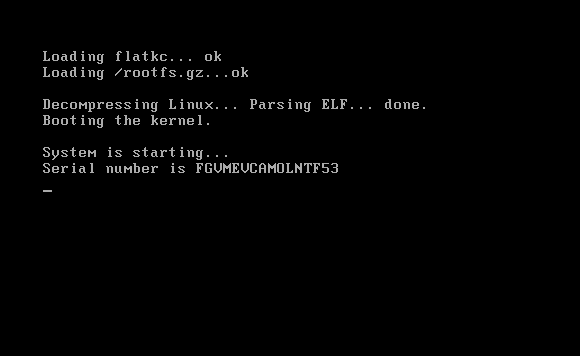 Loading flatkc... ok
Loading /rootfs.gz...ok
Decompressing Linux... Parsing ELF... done.
Booting the kernel.
System is starting...
Serial number is FGVMEVCAMOLNTF53